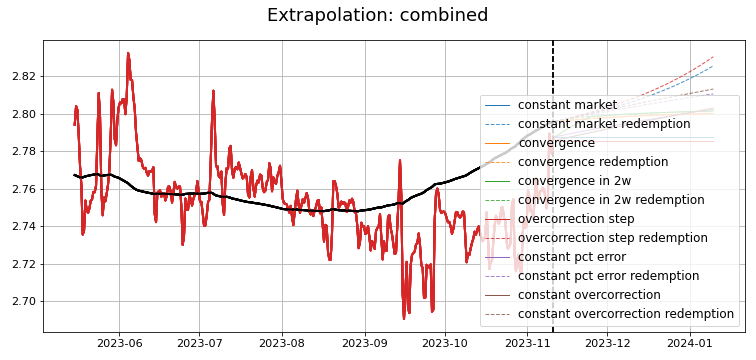 Extrapolation: combined
2.82
2.80
2.78
2.76
2.74
2.72
2.70
constant market
constant market redemption
convergence
convergence redemption
convergence in 2w
convergence in 2w redemption
overcorrection step
overcorrection step redemption
constant pct error
constant pct error redemption
constant overcorrection
constant overcorrection redemption
2023-06 2023-07 2023-08 2023-09 2023-10 2023-11 2023-12 2024-01